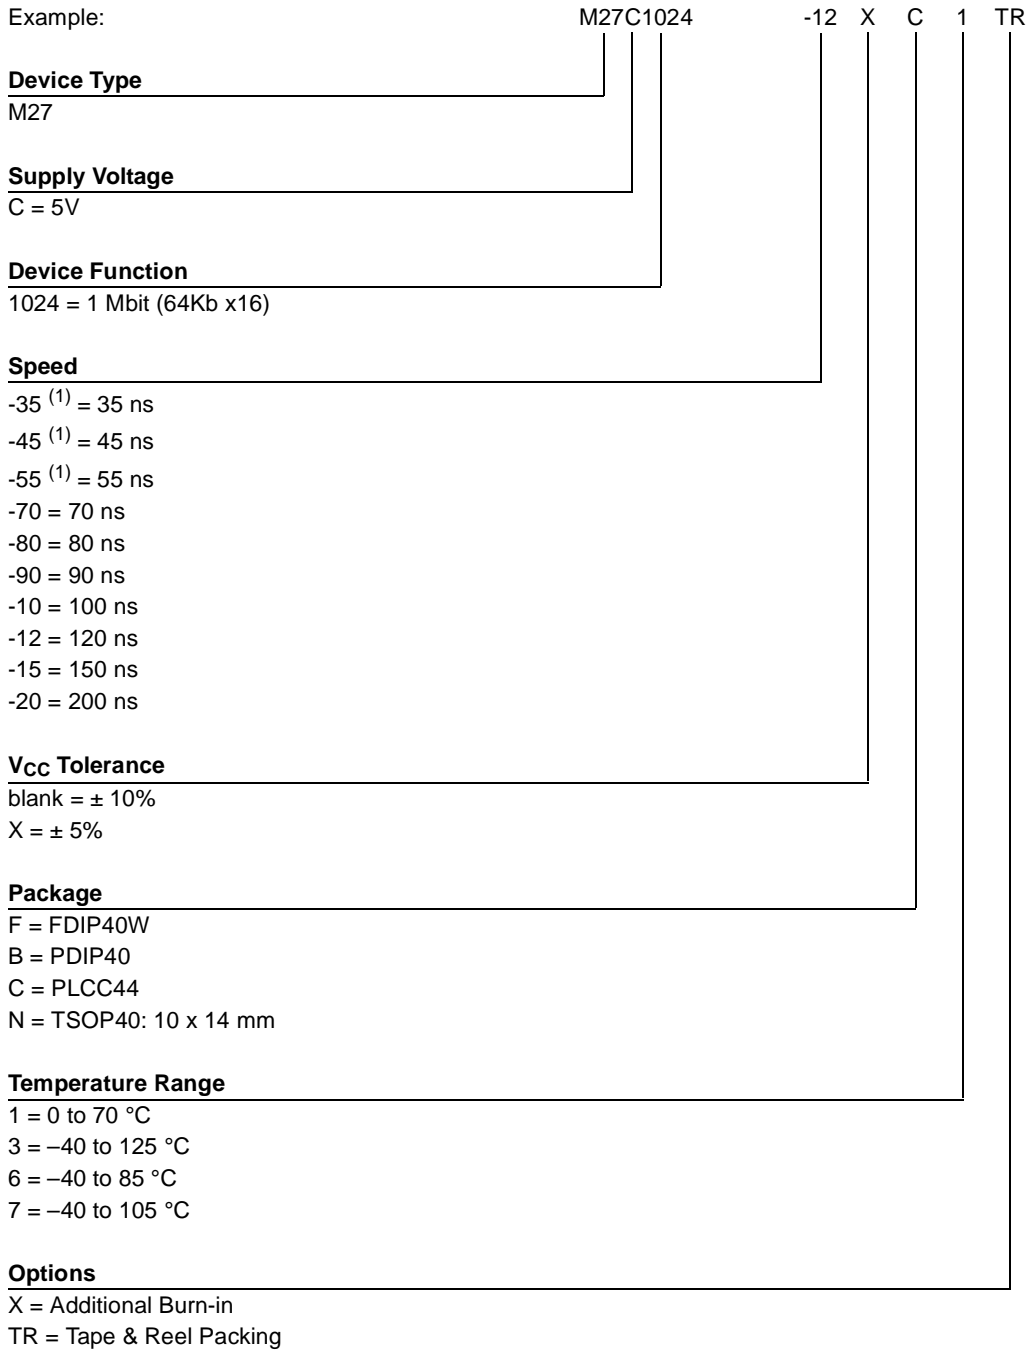 Example: M27C1024 -12 X C 1 TR
Device Type
M27
Supply Voltage
C = 5V
Device Function
1024 = 1 Mbit (64Kb x16)
Speed
-35 (1) = 35 ns
-45 (1) = 45 ns
-55 (1) = 55 ns
-70 = 70 ns
-80 = 80 ns
-90 = 90 ns
-10 = 100 ns
-12 = 120 ns
-15 = 150 ns
-20 = 200 ns
VCC Tolerance
blank = ± 10%
X = ± 5%
Package
F = FDIP40W
B = PDIP40
C = PLCC44
N = TSOP40: 10 x 14 mm
Temperature Range
1 = 0 to 70 °C
3 = –40 to 125 °C
6 = –40 to 85 °C
7 = –40 to 105 °C
Options
X = Additional Burn-in
TR = Tape & Reel Packing